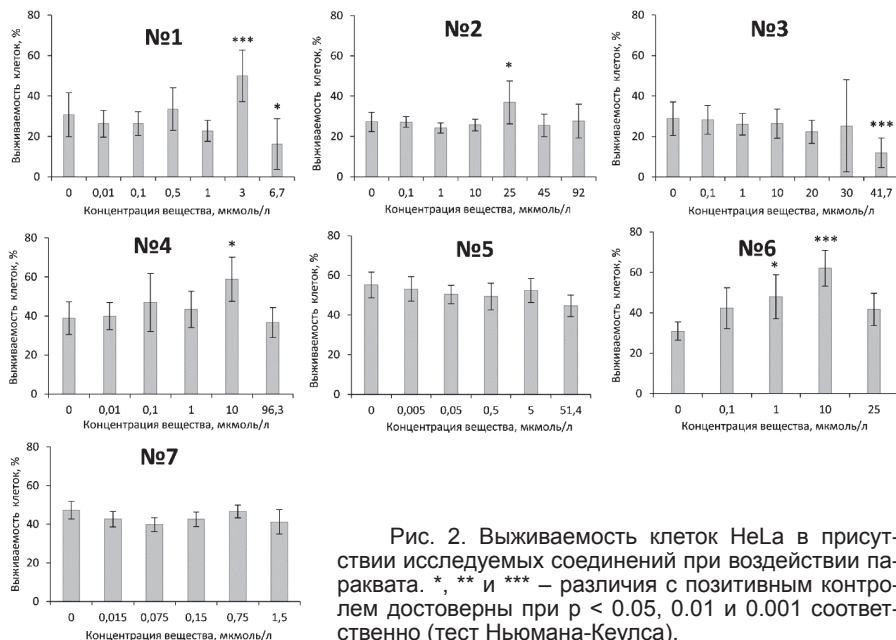 №1
Выживаемость клеток, %
80
60
40
20
0
***
*
0 0,01 0,1 0,5 1 3 6,7
Концентрация вещества, мкмоль/л
№2
Выживаемость клеток, %
80
60
40
20
0
*
0 0,1 1 10 25 45 92
Концентрация вещества, мкмоль/л
№3
Выживаемость клеток, %
80
60
40
20
0
***
0 0,1 1 10 20 30 41,7
Концентрация вещества, мкмоль/л
№4
Выживаемость клеток, %
80
60
40
20
0
*
0 0,01 0,1 1 10 96,3
Концентрация вещества, мкмоль/л
№5
Выживаемость клеток, %
80
60
40
20
0
0 0,005 0,05 0,5 5 51,4
Концентрация вещества, мкмоль/л
№6
Выживаемость клеток, %
80
60
40
20
0
*
***
0 0,1 1 10 25
Концентрация вещества, мкмоль/л
№7
Выживаемость клеток, %
80
60
40
20
0
0 0,015 0,075 0,15 0,75 1,5
Концентрация вещества, мкмоль/л
Рис. 2. Выживаемость клеток HeLa в присут-
ствии исследуемых соединений при воздействии па-
раквата. *, ** и *** – различия с позитивным контро-
лем достоверны при p < 0.05, 0.01 и 0.001 соответ-
ственно (тест Ньюмана-Кеулса).